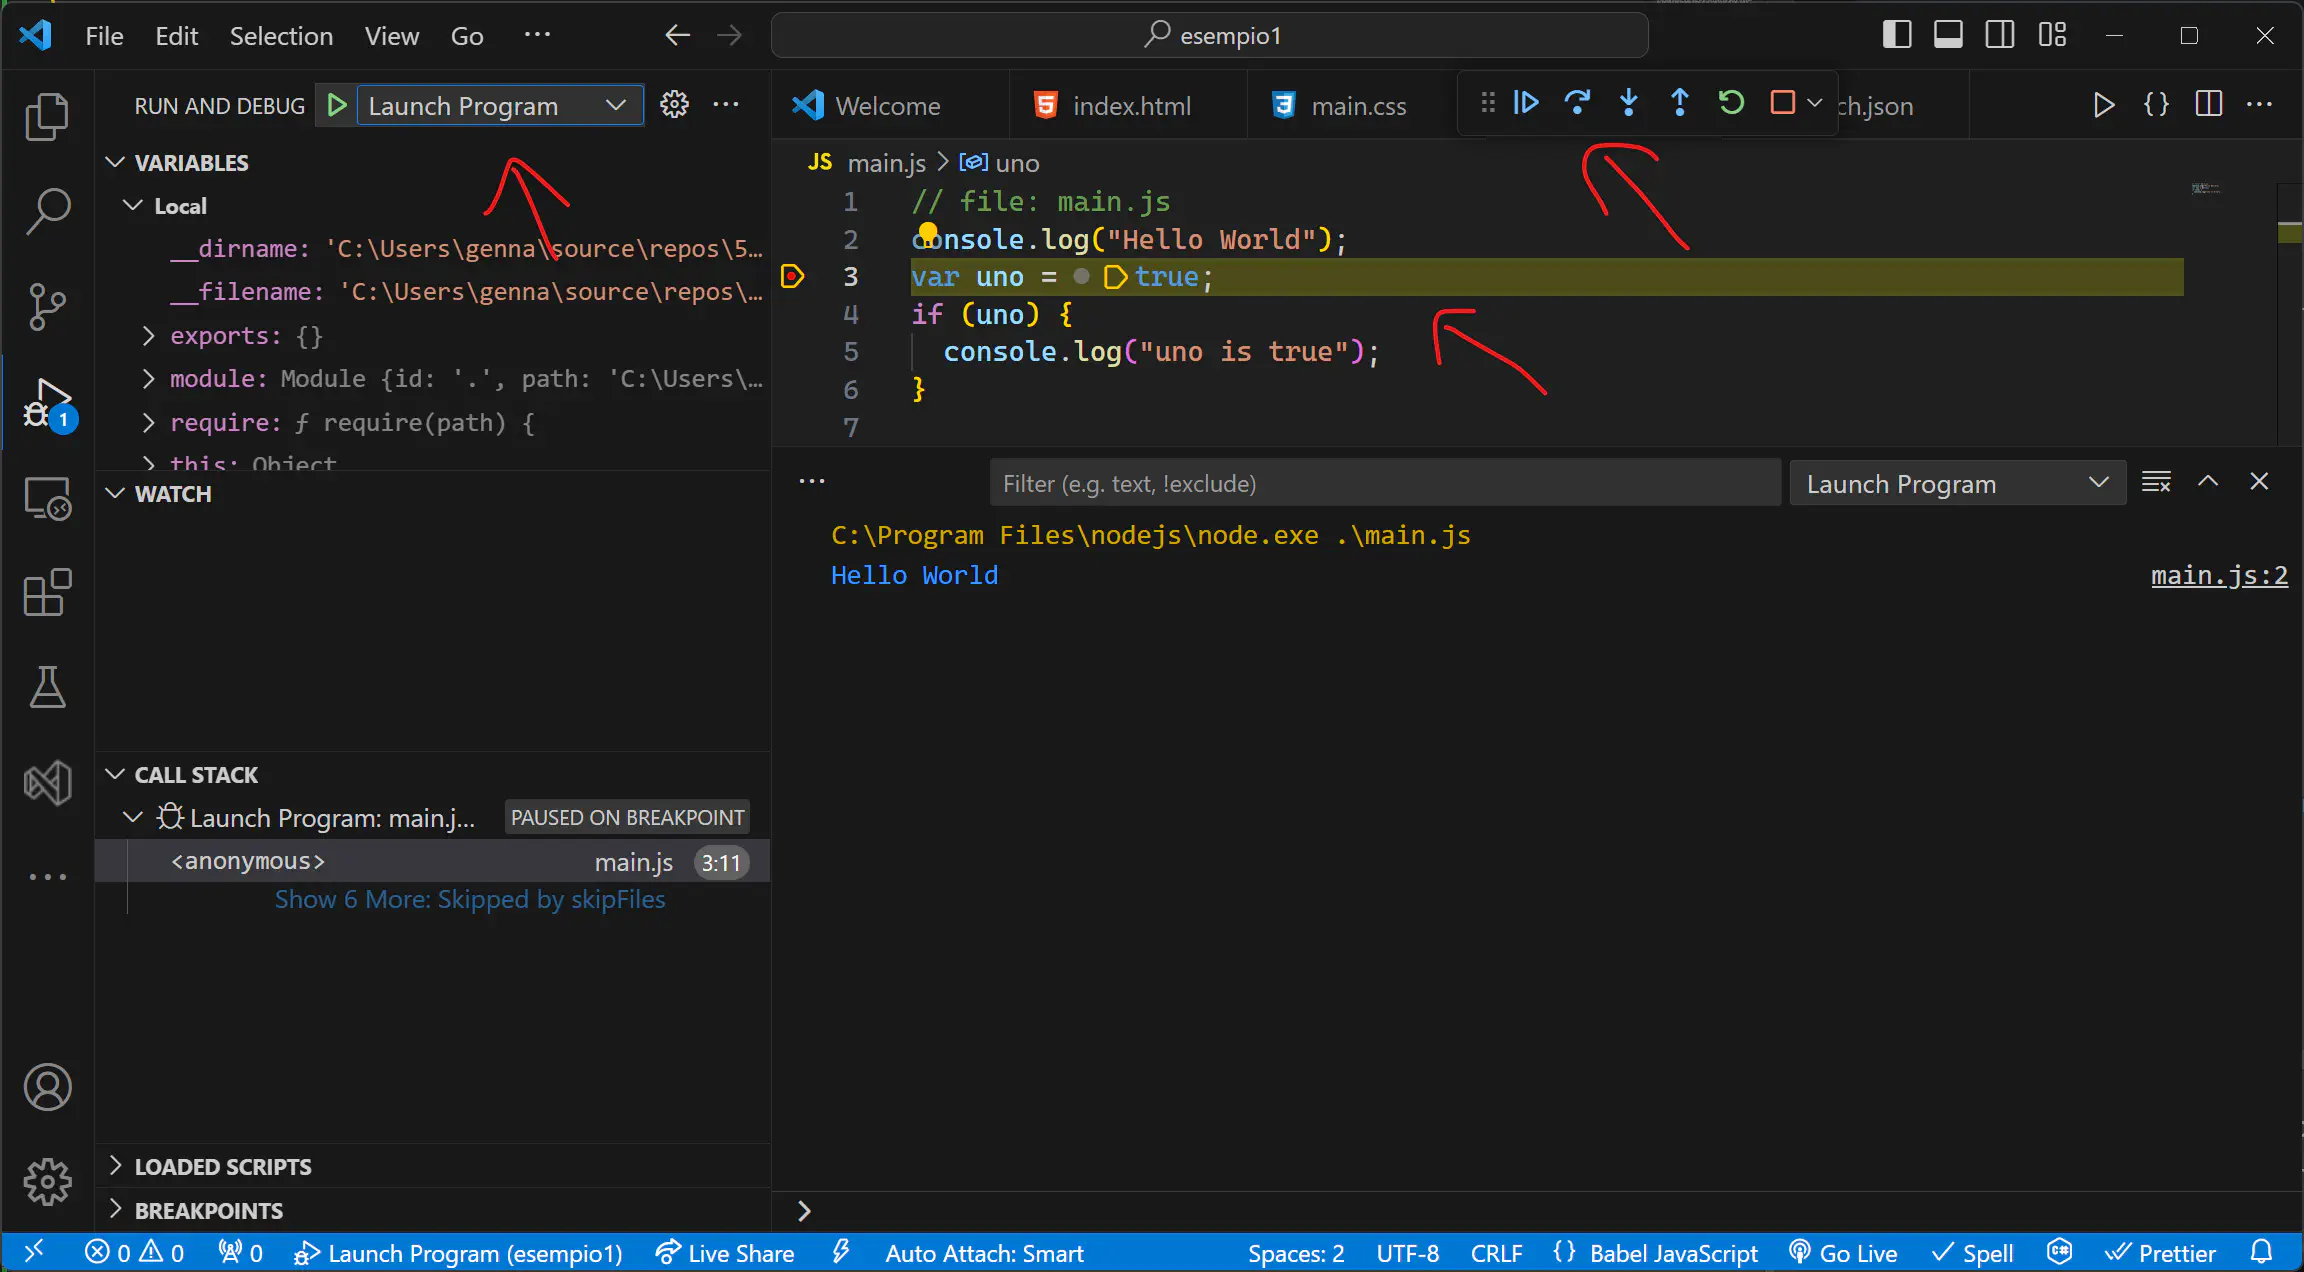 File Edit Selection View Go ···
esempio1
RUN AND DEBUG
Launch Program
VARIABLES
Local
__dirname: 'C:\Users\genna\source\repos\5…
__filename: 'C:\Users\genna\source\repos\…
exports: {}
module: Module {id: '.', path: 'C:\Users\…
require: ƒ require(path) {
this: Object
WATCH
CALL STACK
Launch Program: main.j...
PAUSED ON BREAKPOINT
<anonymous>
main.js
3:11
Show 6 More: Skipped by skipFiles
LOADED SCRIPTS
BREAKPOINTS
1
Welcome
index.html
main.css
ch.json
JS main.js > uno
1 // file: main.js
2 console.log("Hello World");
3 var uno = true;
4 if (uno) {
5 console.log("uno is true");
6 }
7
Filter (e.g. text, !exclude)
Launch Program
C:\Program Files\nodejs\node.exe .\main.js
Hello World
main.js:2
0 0 0 Launch Program (esempio1) Live Share Auto Attach: Smart Spaces: 2 UTF-8 CRLF {} Babel JavaScript Go Live Spell Prettier